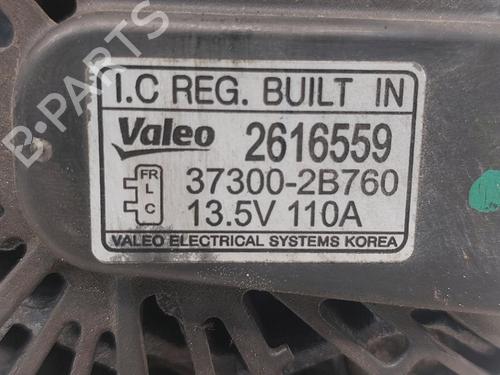 I.C REG. BUILT IN
Valeo 2616559
FR
L
C
37300-2B760
13.5V 110A
VALEO ELECTRICAL SYSTEMS KOREA
B-PARTS